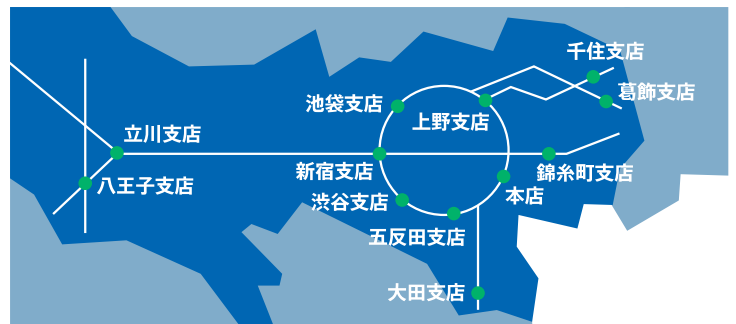 千住支店
葛飾支店
池袋支店
上野支店
立川支店
新宿支店
錦糸町支店
八王子支店
本店
渋谷支店
五反田支店
大田支店